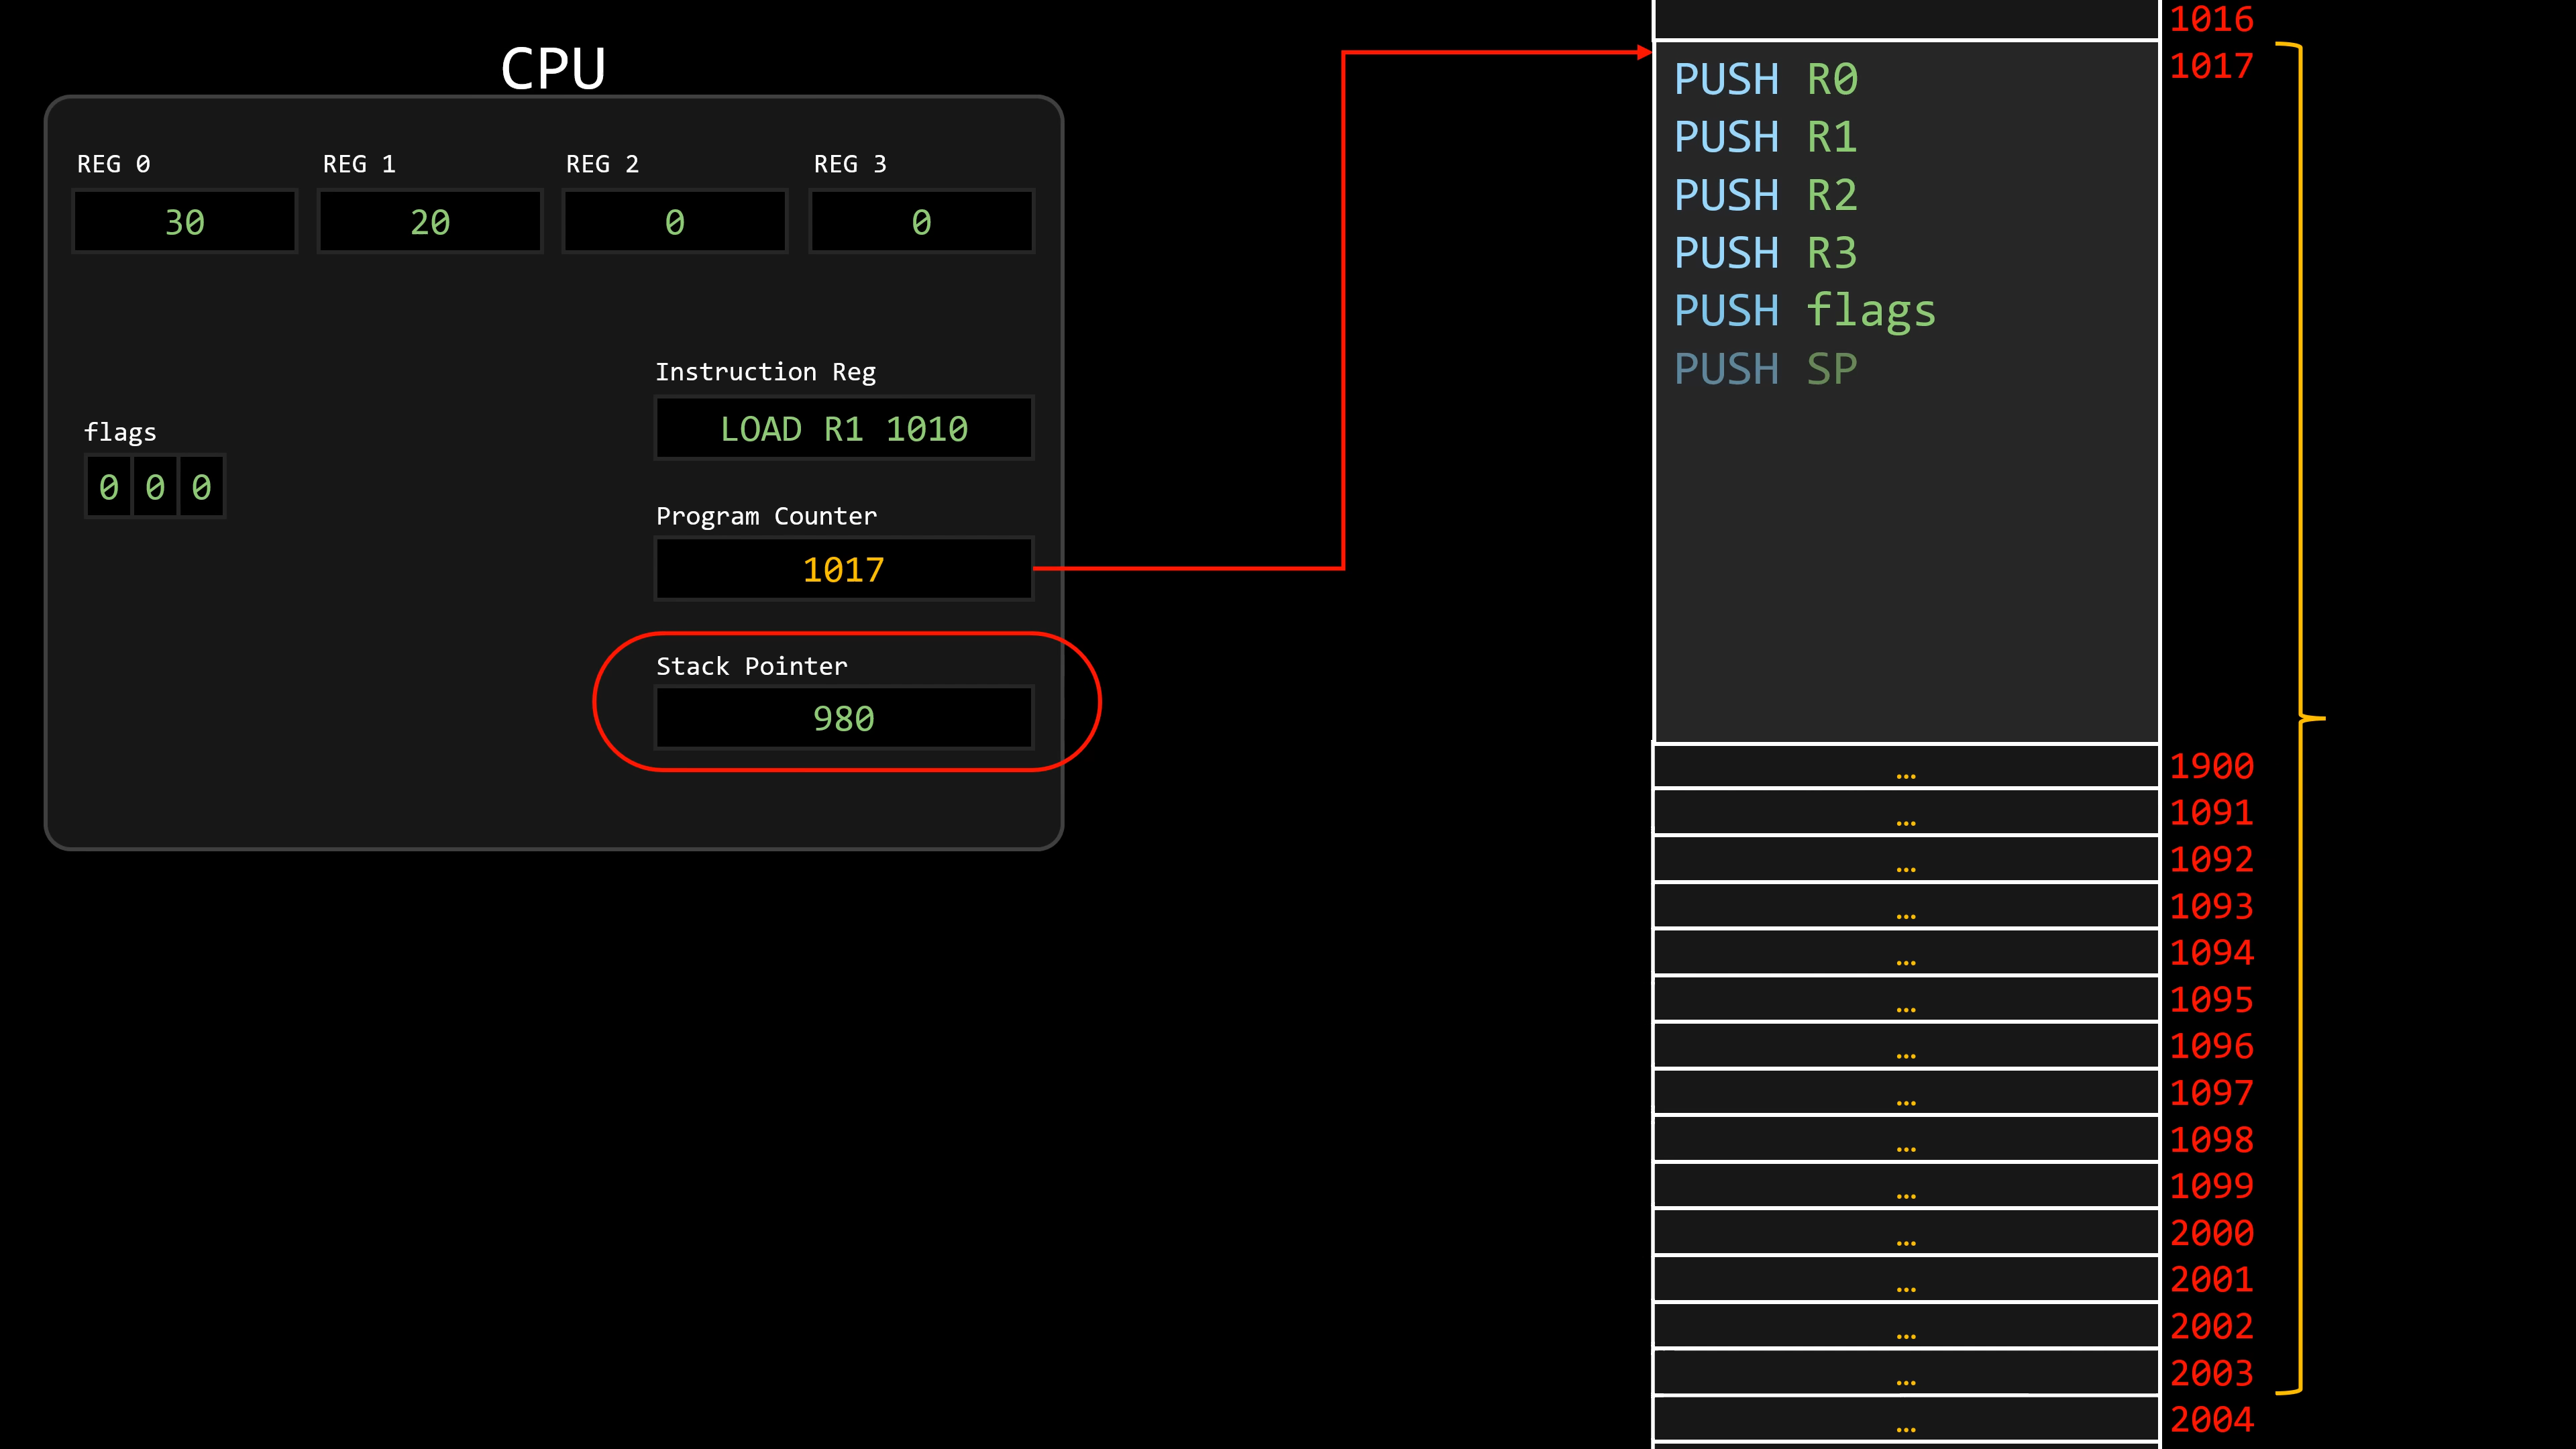 CPU
REG 0 REG 1 REG 2 REG 3
30 20 0 0
Instruction Reg
LOAD R1 1010
flags
0 0 0
Program Counter
1017
Stack Pointer
980
1016
1017
PUSH R0
PUSH R1
PUSH R2
PUSH R3
PUSH flags
PUSH SP
... 1900
... 1091
... 1092
... 1093
... 1094
... 1095
... 1096
... 1097
... 1098
... 1099
... 2000
... 2001
... 2002
... 2003
... 2004